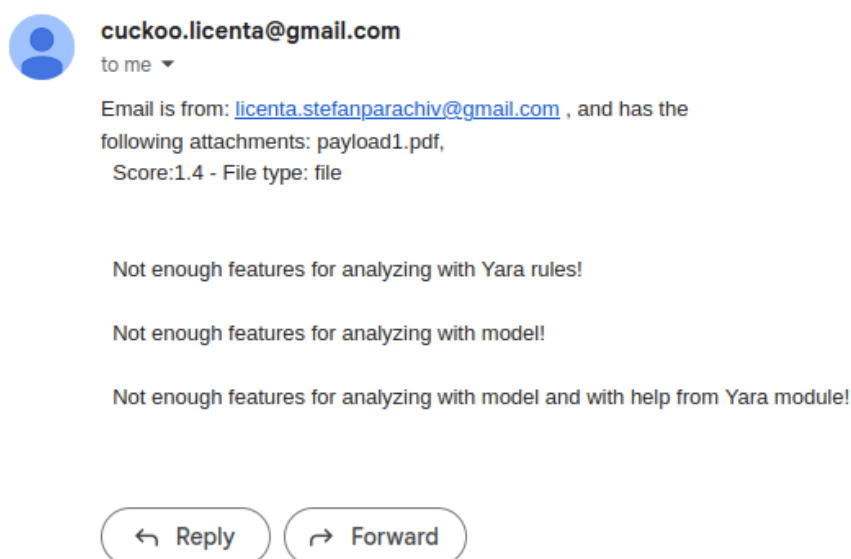 cuckoo.licenta@gmail.com
to me
Email is from: licenta.stefanparachiv@gmail.com , and has the
following attachments: payload1.pdf,
Score:1.4 - File type: file
Not enough features for analyzing with Yara rules!
Not enough features for analyzing with model!
Not enough features for analyzing with model and with help from Yara module!
Reply Forward